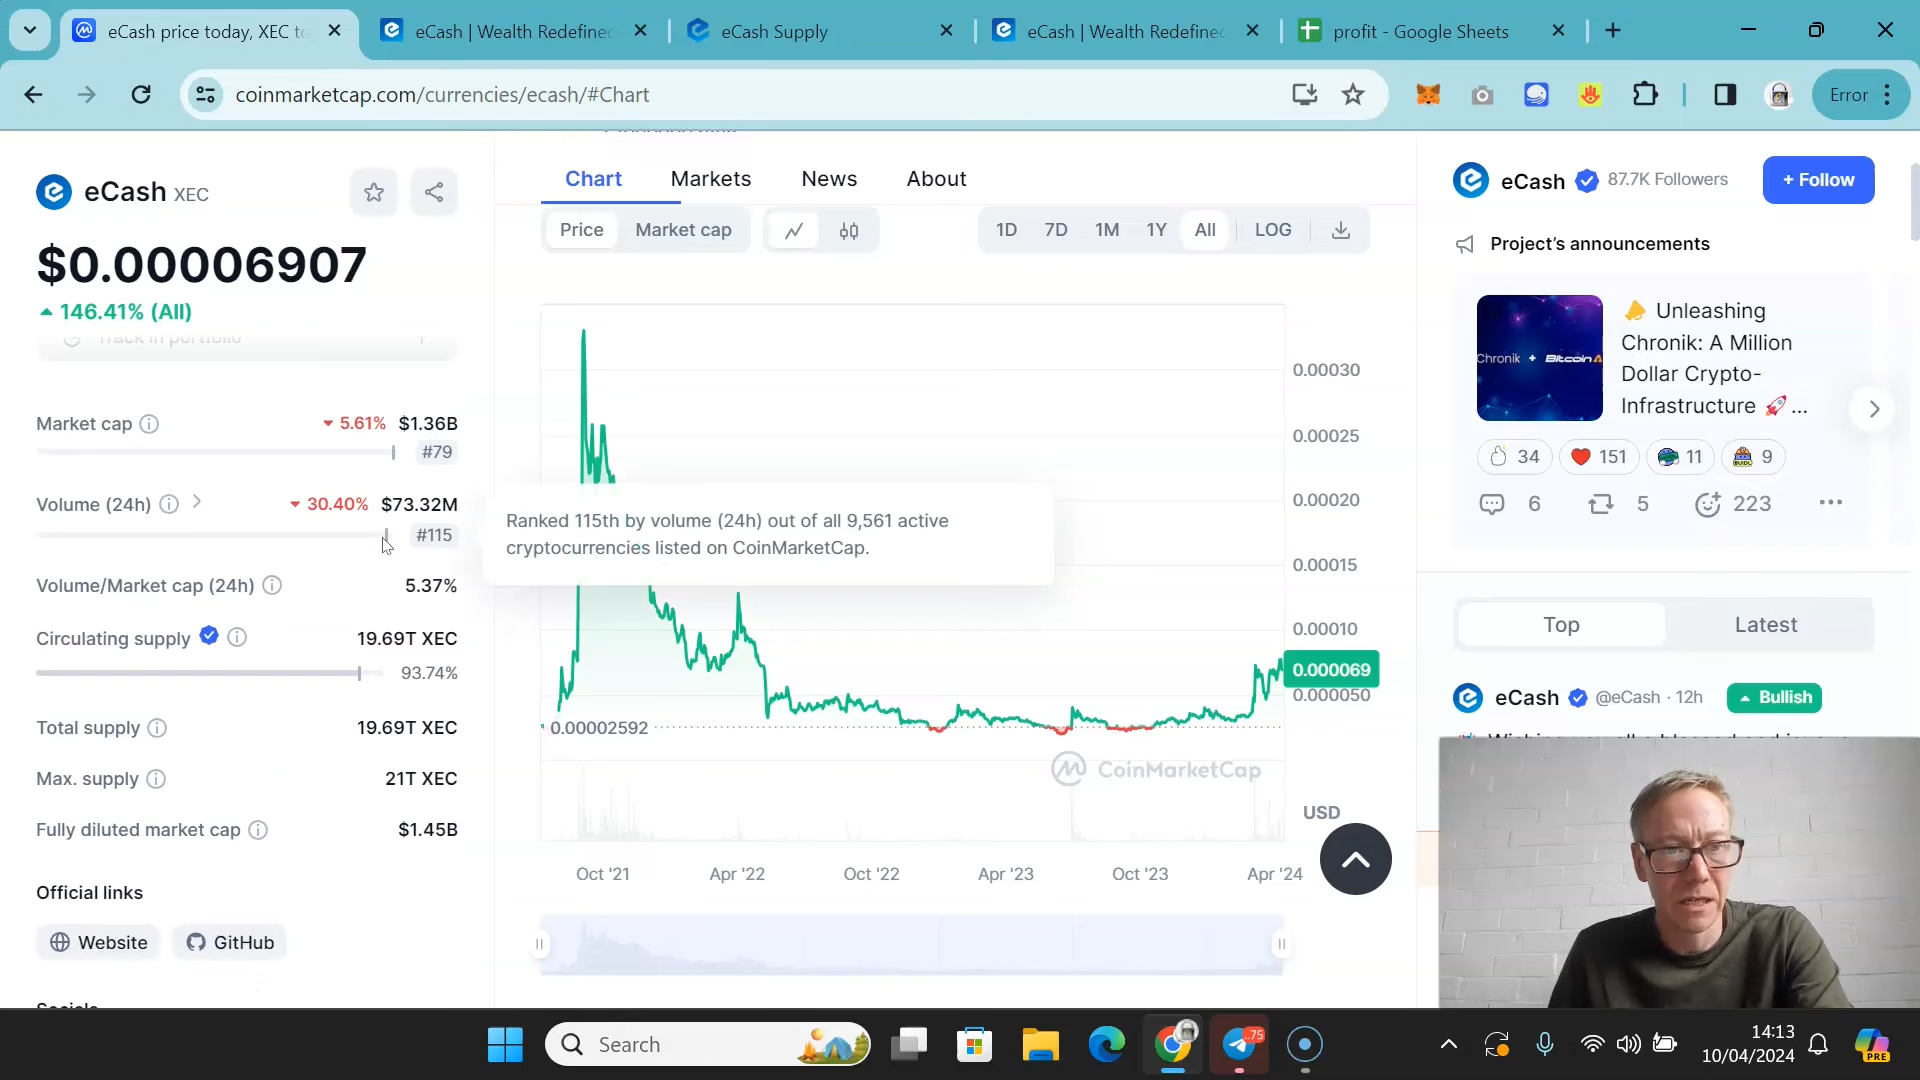 eCash price today, XEC to
eCash | Wealth Redefined
eCash Supply
eCash | Wealth Redefined
profit - Google Sheets
coinmarketcap.com/currencies/ecash/#Chart
Error
eCash XEC
$0.00006907
146.41% (All)
Track in portfolio
Market cap
5.61% $1.36B
#79
Volume (24h)
30.40% $73.32M
#115
Volume/Market cap (24h)
5.37%
Circulating supply
19.69T XEC
93.74%
Total supply
19.69T XEC
Max. supply
21T XEC
Fully diluted market cap
$1.45B
Official links
Website
GitHub
Chart
Markets
News
About
Price
Market cap
1D
7D
1M
1Y
All
LOG
0.00030
0.00025
0.00020
Ranked 115th by volume (24h) out of all 9,561 active
cryptocurrencies listed on CoinMarketCap.
0.00015
0.00010
0.000069
0.000050
0.00002592
CoinMarketCap
USD
Oct '21
Apr '22
Oct '22
Apr '23
Oct '23
Apr '24
eCash
87.7K Followers
+ Follow
Project's announcements
Chronik + Bitcoin A
Unleashing
Chronik: A Million
Dollar Crypto-
Infrastructure 🚀 ...
34
151
11
9
6
5
223
Top
Latest
eCash
@eCash · 12h
Bullish
Search
75
14:13
10/04/2024
PRE